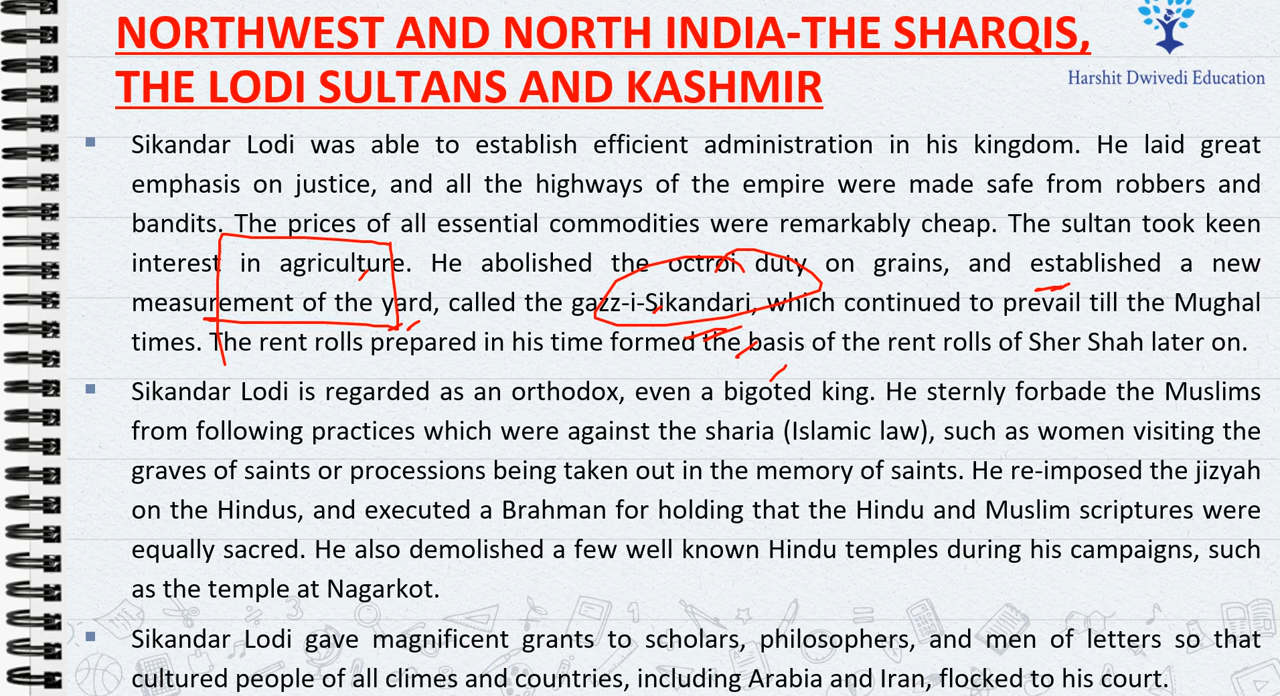 NORTHWEST AND NORTH INDIA-THE SHARQIS,
THE LODI SULTANS AND KASHMIR
Harshit Dwivedi Education
Sikandar Lodi was able to establish efficient administration in his kingdom. He laid great
emphasis on justice, and all the highways of the empire were made safe from robbers and
bandits. The prices of all essential commodities were remarkably cheap. The sultan took keen
interest in agriculture. He abolished the octroi duty on grains, and established a new
measurement of the yard, called the gazz-i-Sikandari, which continued to prevail till the Mughal
times. The rent rolls prepared in his time formed the basis of the rent rolls of Sher Shah later on.
Sikandar Lodi is regarded as an orthodox, even a bigoted king. He sternly forbade the Muslims
from following practices which were against the sharia (Islamic law), such as women visiting the
graves of saints or processions being taken out in the memory of saints. He re-imposed the jizyah
on the Hindus, and executed a Brahman for holding that the Hindu and Muslim scriptures were
equally sacred. He also demolished a few well known Hindu temples during his campaigns, such
as the temple at Nagarkot.
Sikandar Lodi gave magnificent grants to scholars, philosophers, and men of letters so that
cultured people of all climes and countries, including Arabia and Iran, flocked to his court.